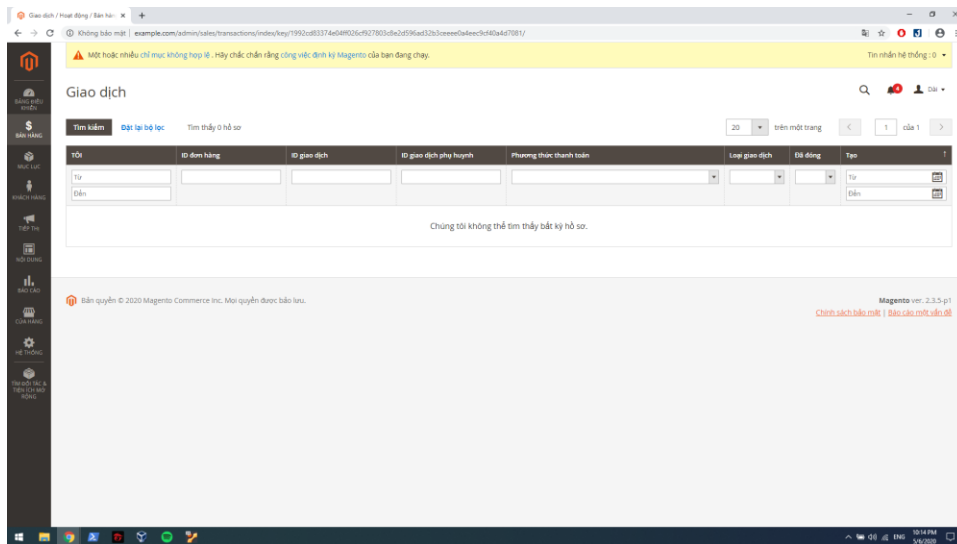 Giao dịch / Hoạt động / Bán hàn
Không bảo mật | example.com/admin/sales/transactions/index/key/
Một hoặc nhiều chỉ mục không hợp lệ . Hãy chắc chắn rằng công việc định kỳ Magento của bạn đang chạy.
Tin nhắn hệ thống : 0
Giao dịch
4
Dài
Tìm kiếm
Đặt lại bộ lọc
Tìm thấy 0 hồ sơ
20
trên một trang
1
của 1
TÔI
ID đơn hàng
ID giao dịch
ID giao dịch phụ huynh
Phương thức thanh toán
Loại giao dịch
Đã đóng
Tạo
Từ
Đến
Từ
Đến
Chúng tôi không thể tìm thấy bất kỳ hồ sơ.
BẢNG ĐIỀU
KHIỂN
BÁN HÀNG
MỤC LỤC
KHÁCH HÀNG
TIẾP THỊ
NỘI DUNG
BÁO CÁO
CỬA HÀNG
HỆ THỐNG
TÌM ĐỐI TÁC &
TIỆN ÍCH MỞ
RỘNG
Bản quyền © 2020 Magento Commerce Inc. Mọi quyền được bảo lưu.
Magento ver. 2.3.5-p1
Chính sách bảo mật | Báo cáo một vấn đề
ENG
10:14 PM
5/6/2020